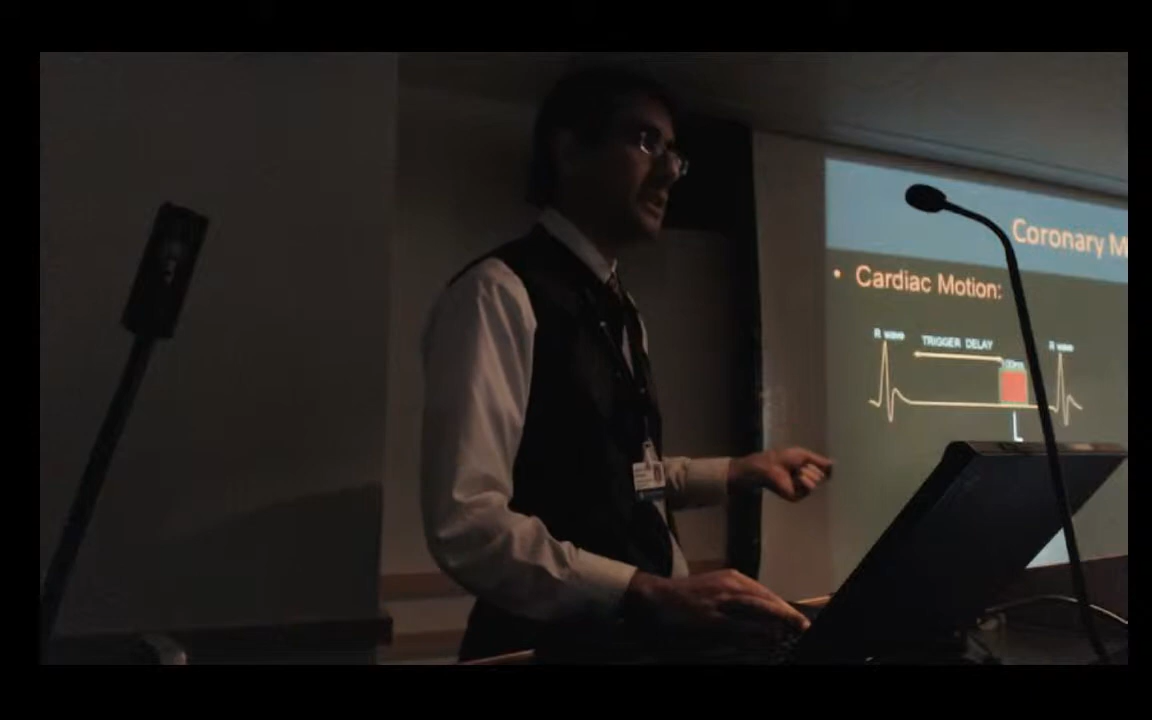 Coronary M
• Cardiac Motion:
R wave
TRIGGER DELAY
R wave